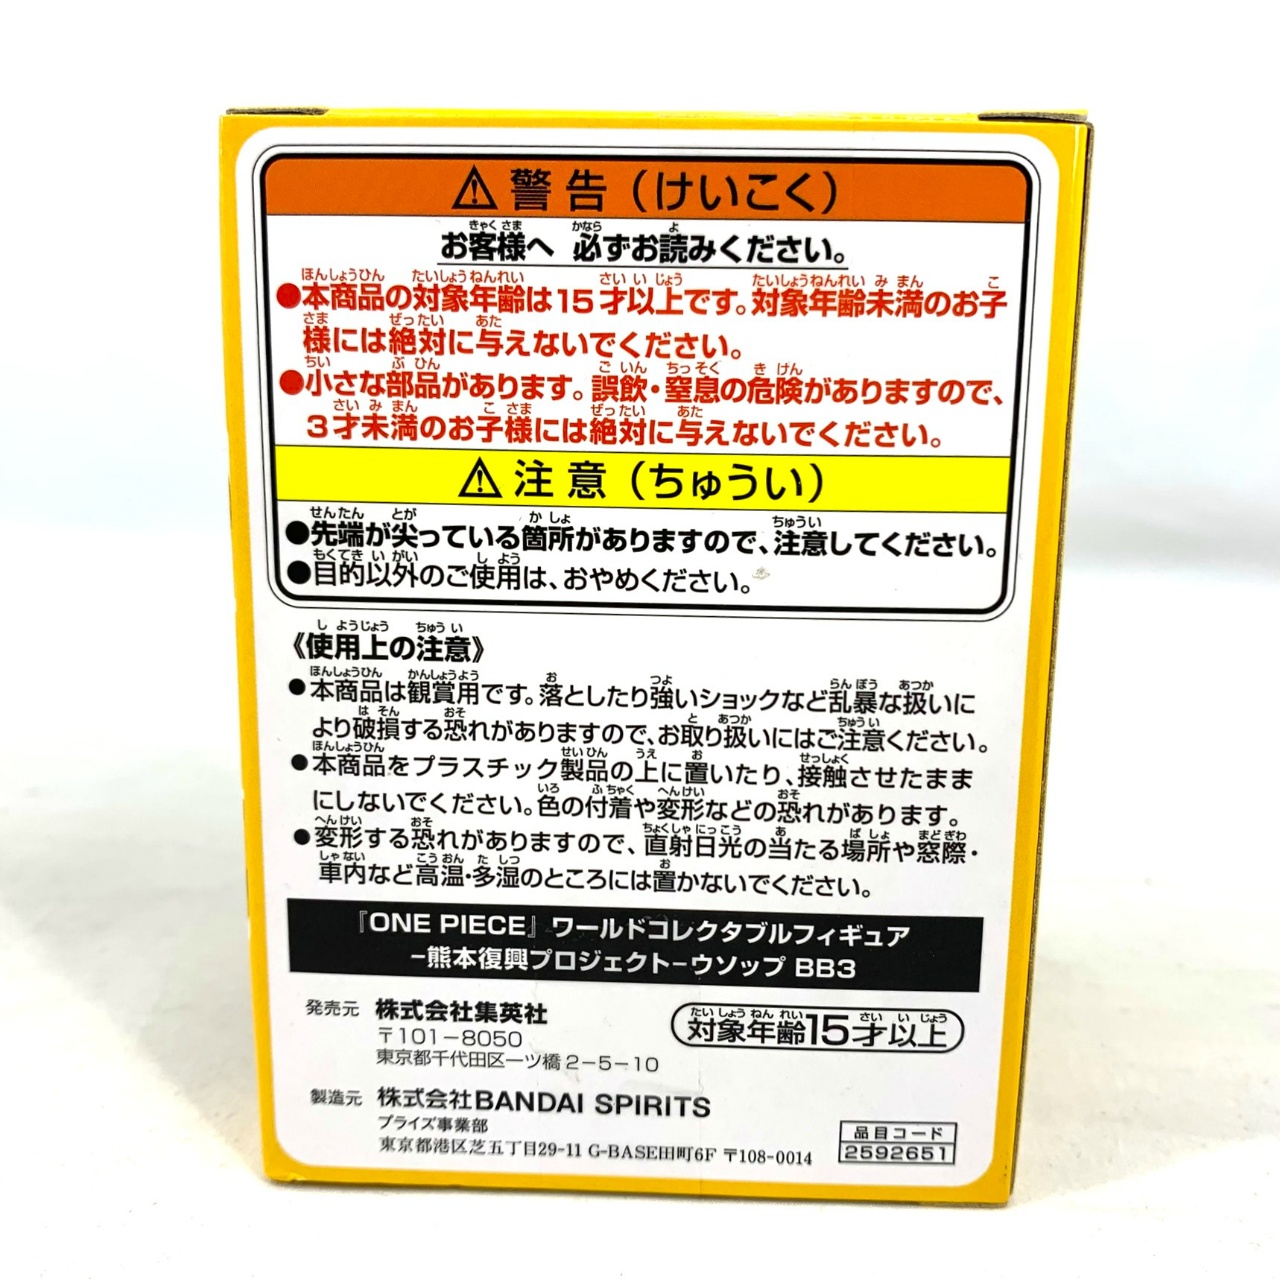 ⚠警告（けいこく）
お客様へ 必ずお読みください。
●本商品の対象年齢は15才以上です。対象年齢未満のお子
様には絶対に与えないでください。
●小さな部品があります。誤飲・窒息の危険がありますので、
3才未満のお子様には絶対に与えないでください。
⚠注意（ちゅうい）
●先端が尖っている箇所がありますので、注意してください。
●目的以外のご使用は、おやめください。
《使用上の注意》
●本商品は観賞用です。落としたり強いショックなど乱暴な扱いに
より破損する恐れがありますので、お取り扱いにはご注意ください。
●本商品をプラスチック製品の上に置いたり、接触させたまま
にしないでください。色の付着や変形などの恐れがあります。
●変形する恐れがありますので、直射日光の当たる場所や窓際・
車内など高温・多湿のところには置かないでください。
『ONE PIECE』ワールドコレクタブルフィギュア
−熊本復興プロジェクト−ウソップ BB3
発売元 株式会社集英社
〒101−8050
東京都千代田区一ツ橋2−5−10
対象年齢15才以上
製造元 株式会社BANDAI SPIRITS
プライズ事業部
東京都港区芝五丁目29-11 G-BASE田町6F 〒108-0014
品目コード
2592651